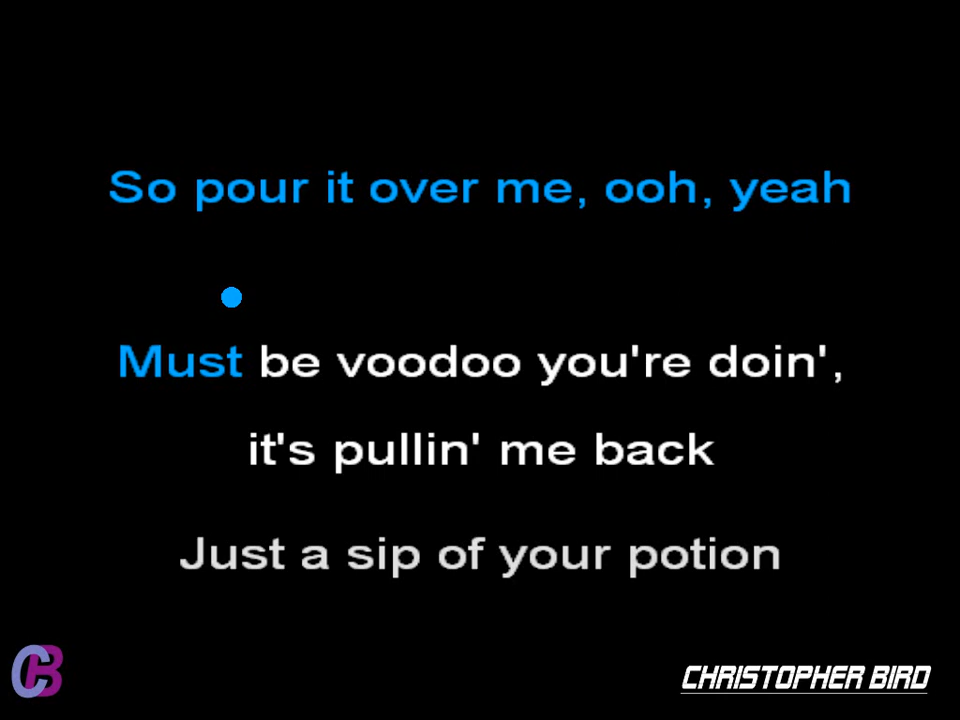 So pour it over me, ooh, yeah
Must be voodoo you're doin',
it's pullin' me back
Just a sip of your potion
CB
CHRISTOPHER BIRD